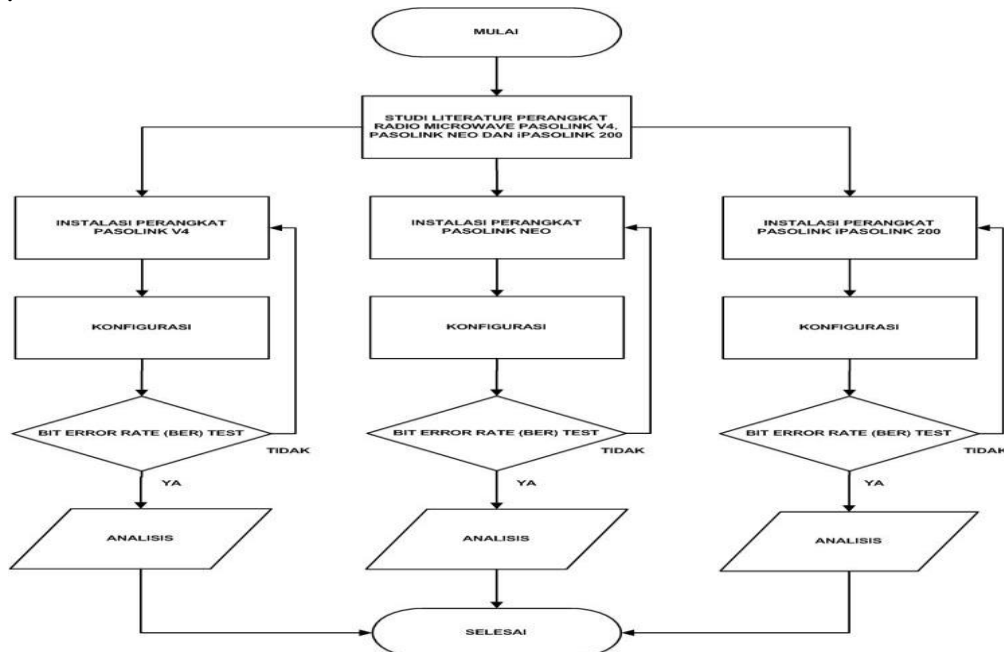 MULAI
STUDI LITERATUR PERANGKAT
RADIO MICROWAVE PASOLINK V4,
PASOLINK NEO DAN iPASOLINK 200
INSTALASI PERANGKAT
PASOLINK V4
INSTALASI PERANGKAT
PASOLINK NEO
INSTALASI PERANGKAT
PASOLINK iPASOLINK 200
KONFIGURASI
KONFIGURASI
KONFIGURASI
BIT ERROR RATE (BER) TEST
BIT ERROR RATE (BER) TEST
BIT ERROR RATE (BER) TEST
TIDAK
TIDAK
TIDAK
YA
YA
YA
ANALISIS
ANALISIS
ANALISIS
SELESAI